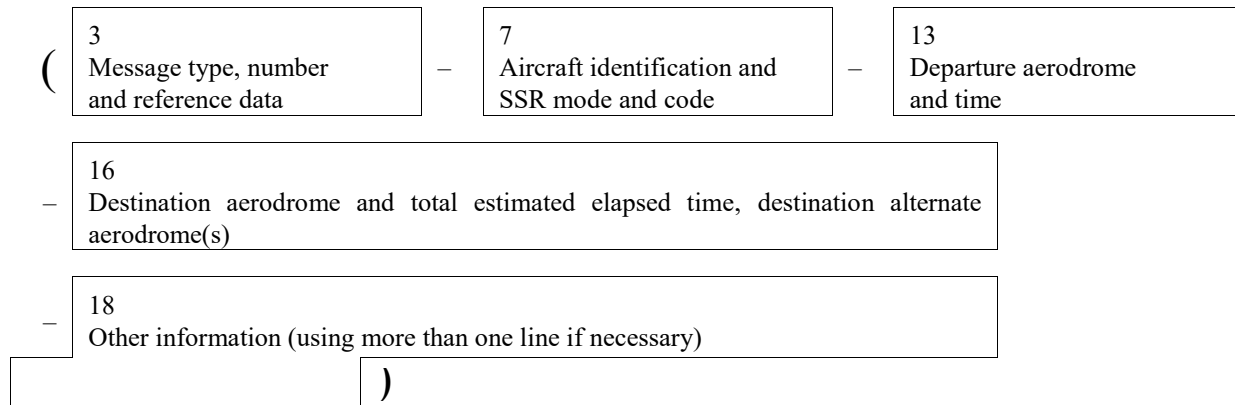 3
7
13
( Message type, number – Aircraft identification and – Departure aerodrome
and reference data SSR mode and code and time
16
– Destination aerodrome and total estimated elapsed time, destination alternate
aerodrome(s)
18
– Other information (using more than one line if necessary)
)